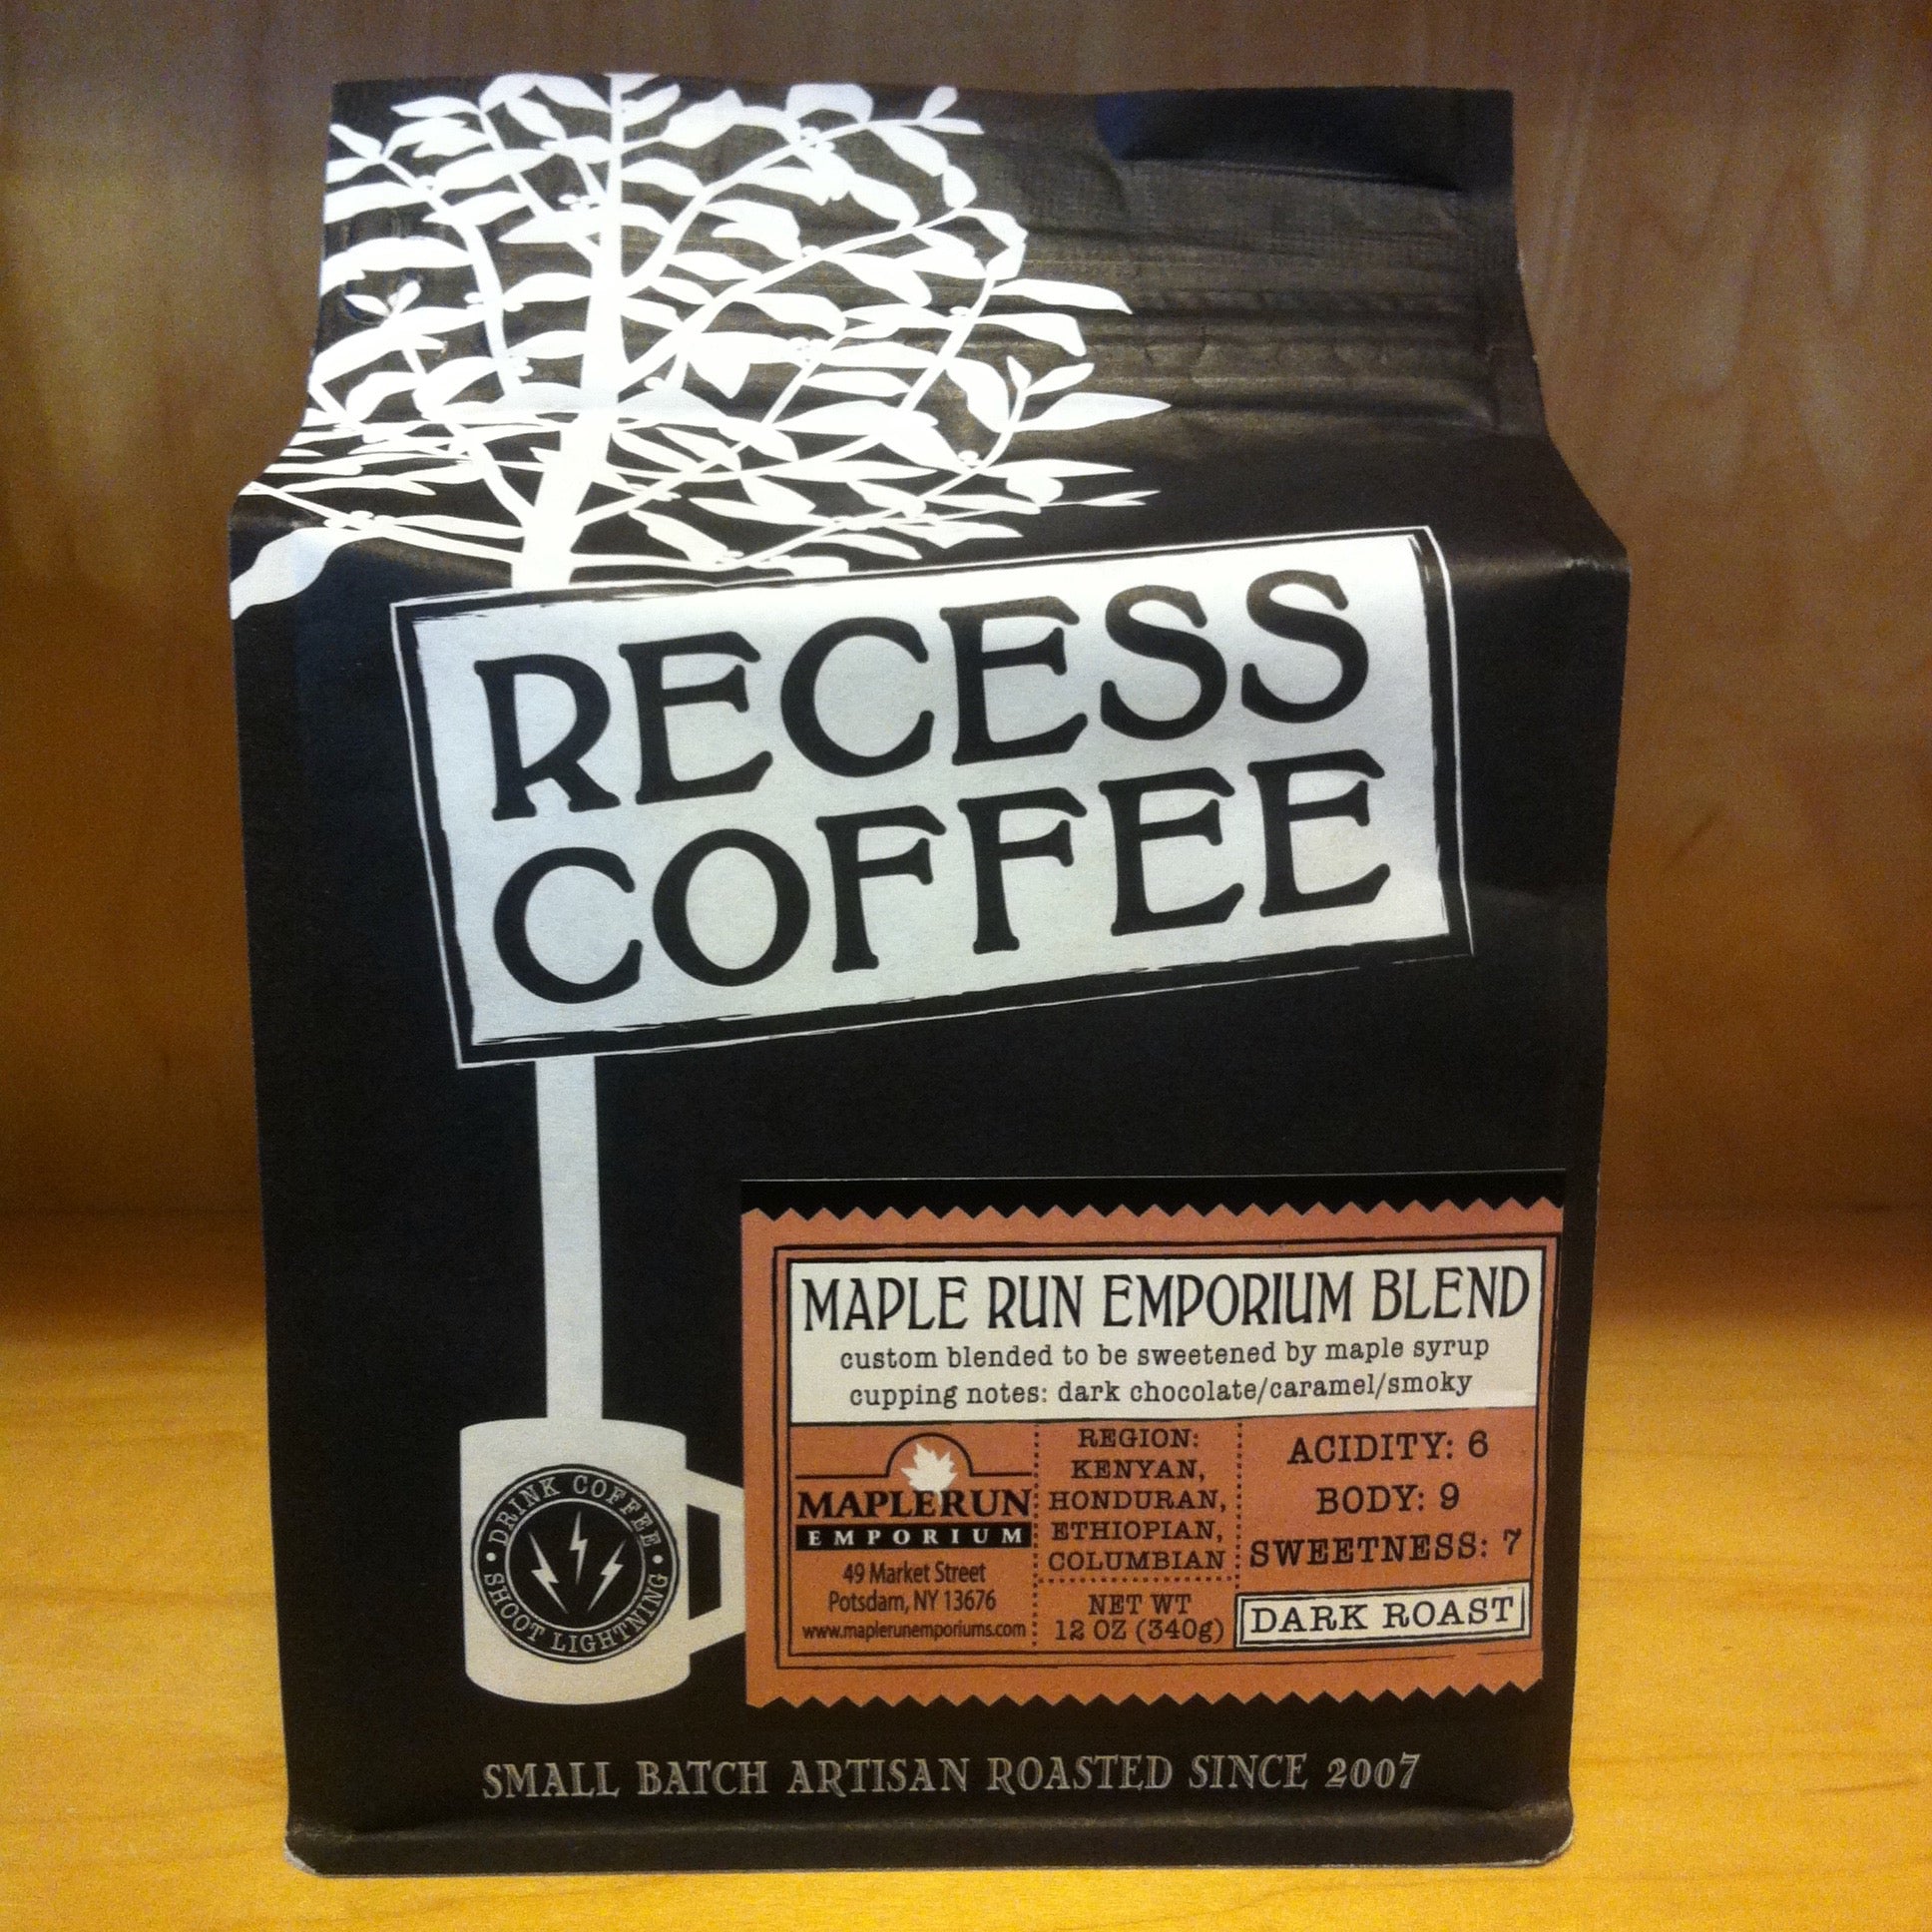 RECESS
COFFEE
MAPLE RUN EMPORIUM BLEND
custom blended to be sweetened by maple syrup
cupping notes: dark chocolate/caramel/smoky
MAPLERUN
EMPORIUM
49 Market Street
Potsdam, NY 13676
www.maplerunemporiums.com
REGION:
KENYAN,
HONDURAN,
ETHIOPIAN,
COLUMBIAN
NET WT
12 OZ (340g)
ACIDITY: 6
BODY: 9
SWEETNESS: 7
DARK ROAST
• DRINK COFFEE •
SHOOT LIGHTNING
SMALL BATCH ARTISAN ROASTED SINCE 2007